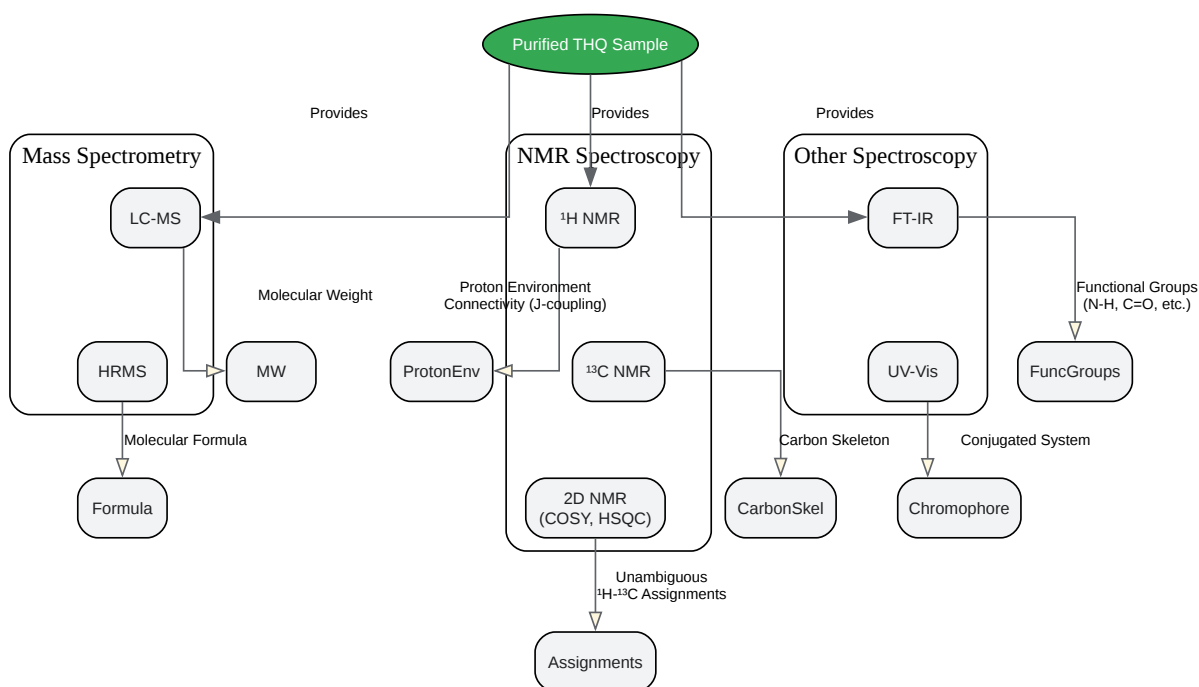 Purified THQ Sample
Provides
Provides
Provides
Mass Spectrometry
NMR Spectroscopy
Other Spectroscopy
LC-MS
¹H NMR
FT-IR
Molecular Weight
Proton Environment
Connectivity (J-coupling)
Functional Groups
(N-H, C=O, etc.)
HRMS
MW
ProtonEnv
¹³C NMR
UV-Vis
FuncGroups
Molecular Formula
Carbon Skeleton
Conjugated System
Formula
2D NMR
(COSY, HSQC)
CarbonSkel
Chromophore
Unambiguous
¹H-¹³C Assignments
Assignments